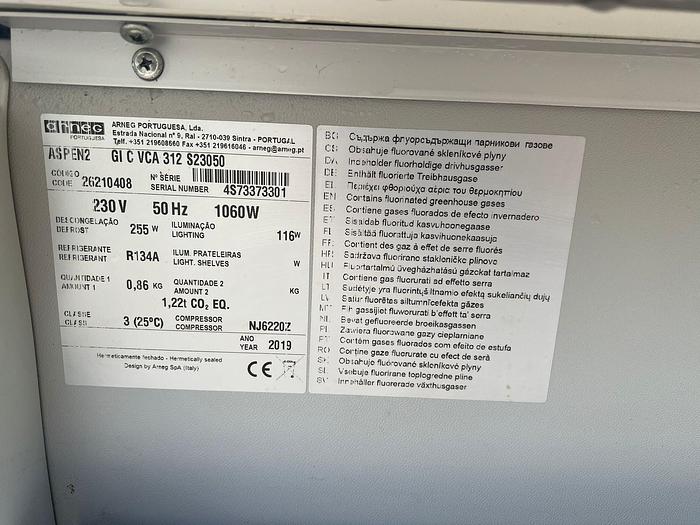 arneg
PORTUGUESA
ARNEG PORTUGUESA, Lda.
Estrada Nacional nº 9, Ral - 2710-039 Sintra - PORTUGAL
Telf. +351 219608660 Fax +351 219616046 - arneg@arneg.pt
ASPEN2 GI C VCA 312 S23050
CÓDIGO
CODE 26210408
Nº SÉRIE
SERIAL NUMBER 4S73373301
230 V 50 Hz 1060W
DESCONGELAÇÃO
DEFROST 255 W
ILUMINAÇÃO
LIGHTING 116W
REFRIGERANTE
REFRIGERANT R134A
ILUM. PRATELEIRAS
LIGHT. SHELVES W
QUANTIDADE 1
AMOUNT 1 0,86 KG
QUANTIDADE 2
AMOUNT 2 KG
1,22t CO₂ EQ.
CLASSE
CLASS 3 (25°C)
COMPRESSOR
COMPRESSOR NJ6220Z
ANO
YEAR 2019
Hermeticamente fechado - Hermetically sealed
Design by Arneg SpA (Italy)
CE
BG Съдържа флуорсъдържащи парникови газове
CS Obsahuje fluorované skleníkové plyny
DA Indeholder fluorholdige drivhusgasser
DE Enthält fluorierte Treibhausgase
EL Περιέχει φθοριούχα αέρια του θερμοκηπίου
EN Contains fluorinated greenhouse gases
ES Contiene gases fluorados de efecto invernadero
ET Sisaldab fluoritud kasvuhoonegaase
FI Sisältää fluorattuja kasvihuonekaasuja
FR Contient des gaz à effet de serre fluorés
HR Sadržava fluorirano stakloničke plinove
HU Fluortartalmú üvegházhatású gázokat tartalmaz
IT Contiene gas fluorurati ad effetto serra
LT Sudėtyje yra fluorintų šiltnamio efektą sukeliančių dujų
LV Satur fluorētas siltumnīcefekta gāzes
MT Fih gassijiet fluworurati b'effett ta' serra
NL Bevat gefluoreerde broeikasgassen
PL Zawiera fluorowane gazy cieplarniane
PT Contém gases fluorados com efeito de estufa
RO Conține gaze fluorurate cu efect de seră
SK Obsahuje fluórované skleníkové plyny
SL Vsebuje fluorirane toplogredne pline
SV Innehåller fluorerade växthusgaser